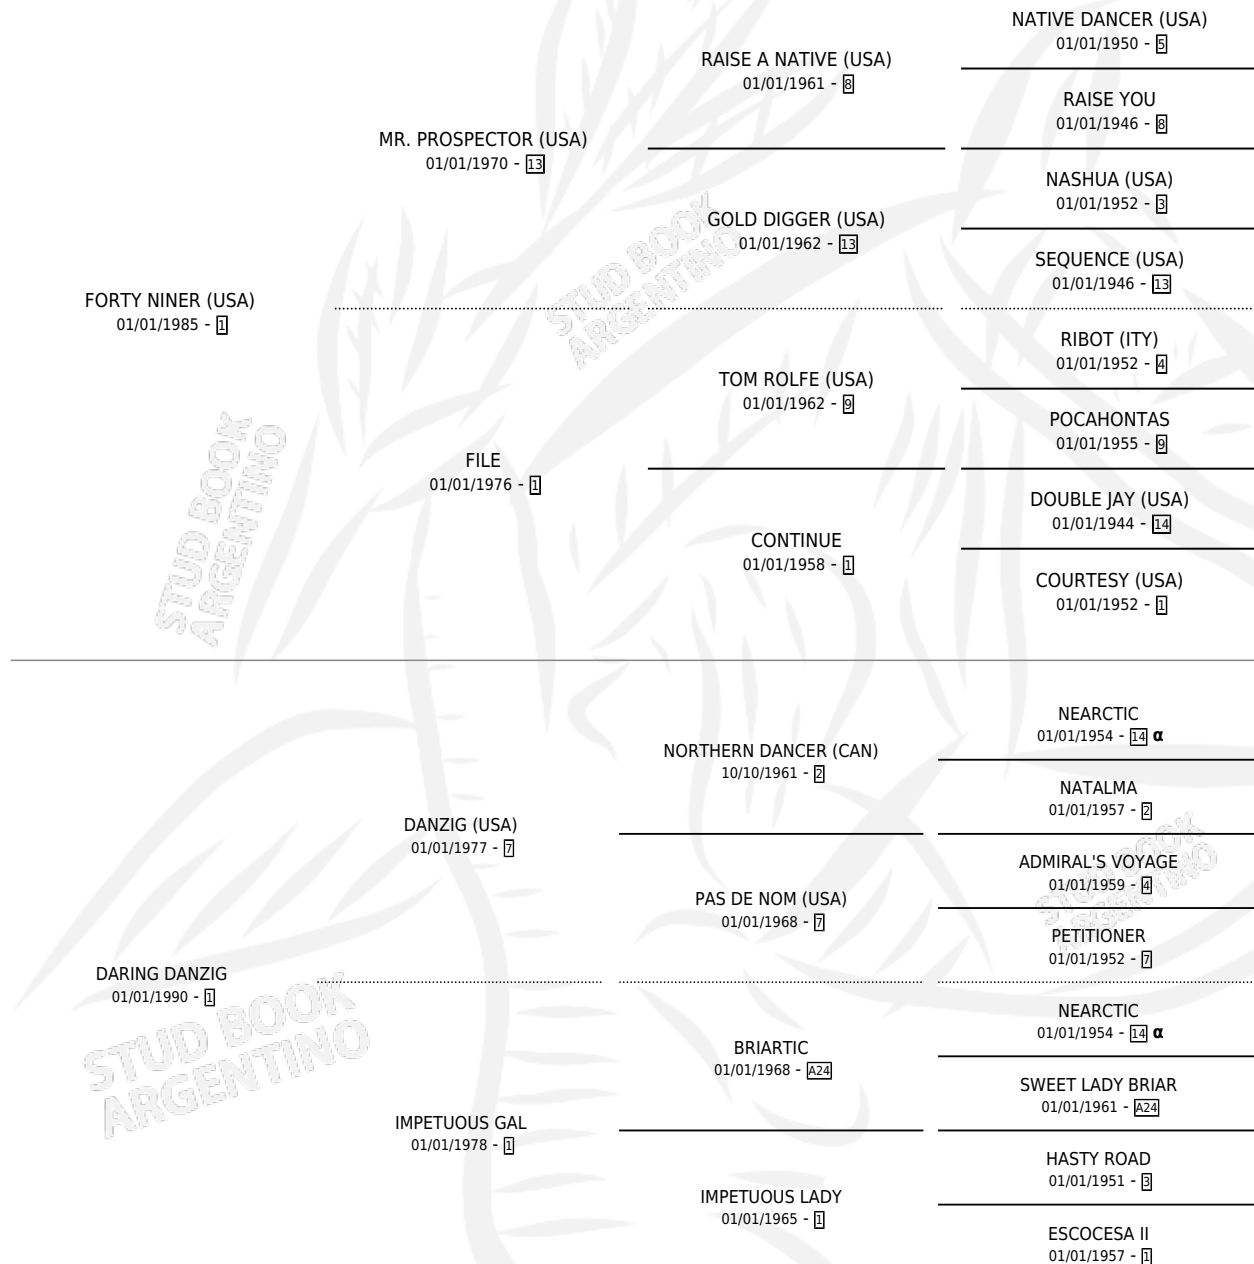 NATIVE DANCER (USA)
01/01/1950 - 5
RAISE A NATIVE (USA)
01/01/1961 - 8
RAISE YOU
01/01/1946 - 8
MR. PROSPECTOR (USA)
01/01/1970 - 13
NASHUA (USA)
01/01/1952 - 3
GOLD DIGGER (USA)
01/01/1962 - 13
SEQUENCE (USA)
01/01/1946 - 13
FORTY NINER (USA)
01/01/1985 - 1
RIBOT (ITY)
01/01/1952 - 4
TOM ROLFE (USA)
01/01/1962 - 9
POCAHONTAS
01/01/1955 - 9
FILE
01/01/1976 - 1
DOUBLE JAY (USA)
01/01/1944 - 14
CONTINUE
01/01/1958 - 1
COURTESY (USA)
01/01/1952 - 1
NEARCTIC
01/01/1954 - 14 α
NORTHERN DANCER (CAN)
10/10/1961 - 2
NATALMA
01/01/1957 - 2
DANZIG (USA)
01/01/1977 - 7
ADMIRAL'S VOYAGE
01/01/1959 - 4
PAS DE NOM (USA)
01/01/1968 - 7
PETITIONER
01/01/1952 - 7
DARING DANZIG
01/01/1990 - 1
NEARCTIC
01/01/1954 - 14 α
BRIARTIC
01/01/1968 - A24
SWEET LADY BRIAR
01/01/1961 - A24
IMPETUOUS GAL
01/01/1978 - 1
HASTY ROAD
01/01/1951 - 3
IMPETUOUS LADY
01/01/1965 - 1
ESCOCESA II
01/01/1957 - 1
STUD BOOK
ARGENTINO
STUD BOOK
ARGENTINO
STUD BOOK
ARGENTINO
STUD BOOK
ARGENTINO